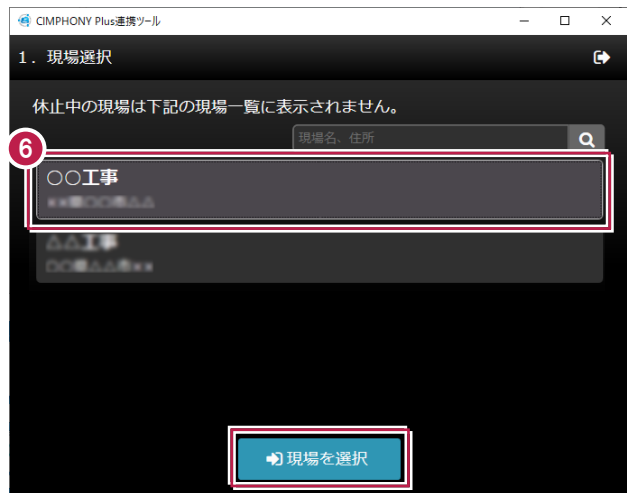 CIMPHONY Plus連携ツール
1. 現場選択
休止中の現場は下記の現場一覧に表示されません。
現場名、住所
6
○○工事
△△工事
現場を選択